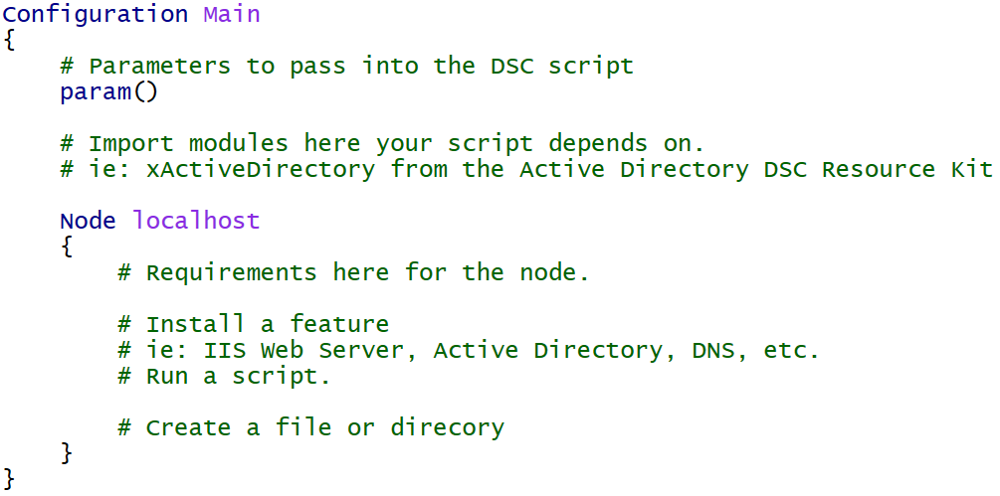 Configuration Main
{
# Parameters to pass into the DSC script
param()
# Import modules here your script depends on.
# ie: xActiveDirectory from the Active Directory DSC Resource Kit
Node localhost
{
# Requirements here for the node.
# Install a feature
# ie: IIS Web Server, Active Directory, DNS, etc.
# Run a script.
# Create a file or direcory
}
}